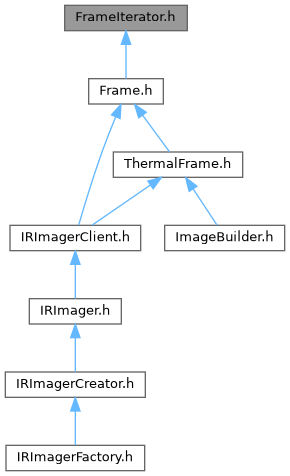 FrameIterator.h
Frame.h
ThermalFrame.h
IRImagerClient.h
ImageBuilder.h
IRImager.h
IRImagerCreator.h
IRImagerFactory.h